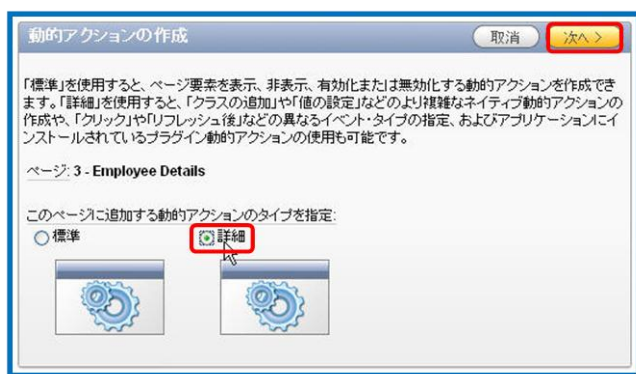 動的アクションの作成
取消
次へ >
「標準」を使用すると、ページ要素を表示、非表示、有効化または無効化する動的アクションを作成でき
ます。「詳細」を使用すると、「クラスの追加」や「値の設定」などのより複雑なネイティブ動的アクションの
作成や、「クリック」や「リフレッシュ後」などの異なるイベント・タイプの指定、およびアプリケーションにイ
ンストールされているプラグイン動的アクションの使用も可能です。
ページ: 3 - Employee Details
このページに追加する動的アクションのタイプを指定:
標準
詳細